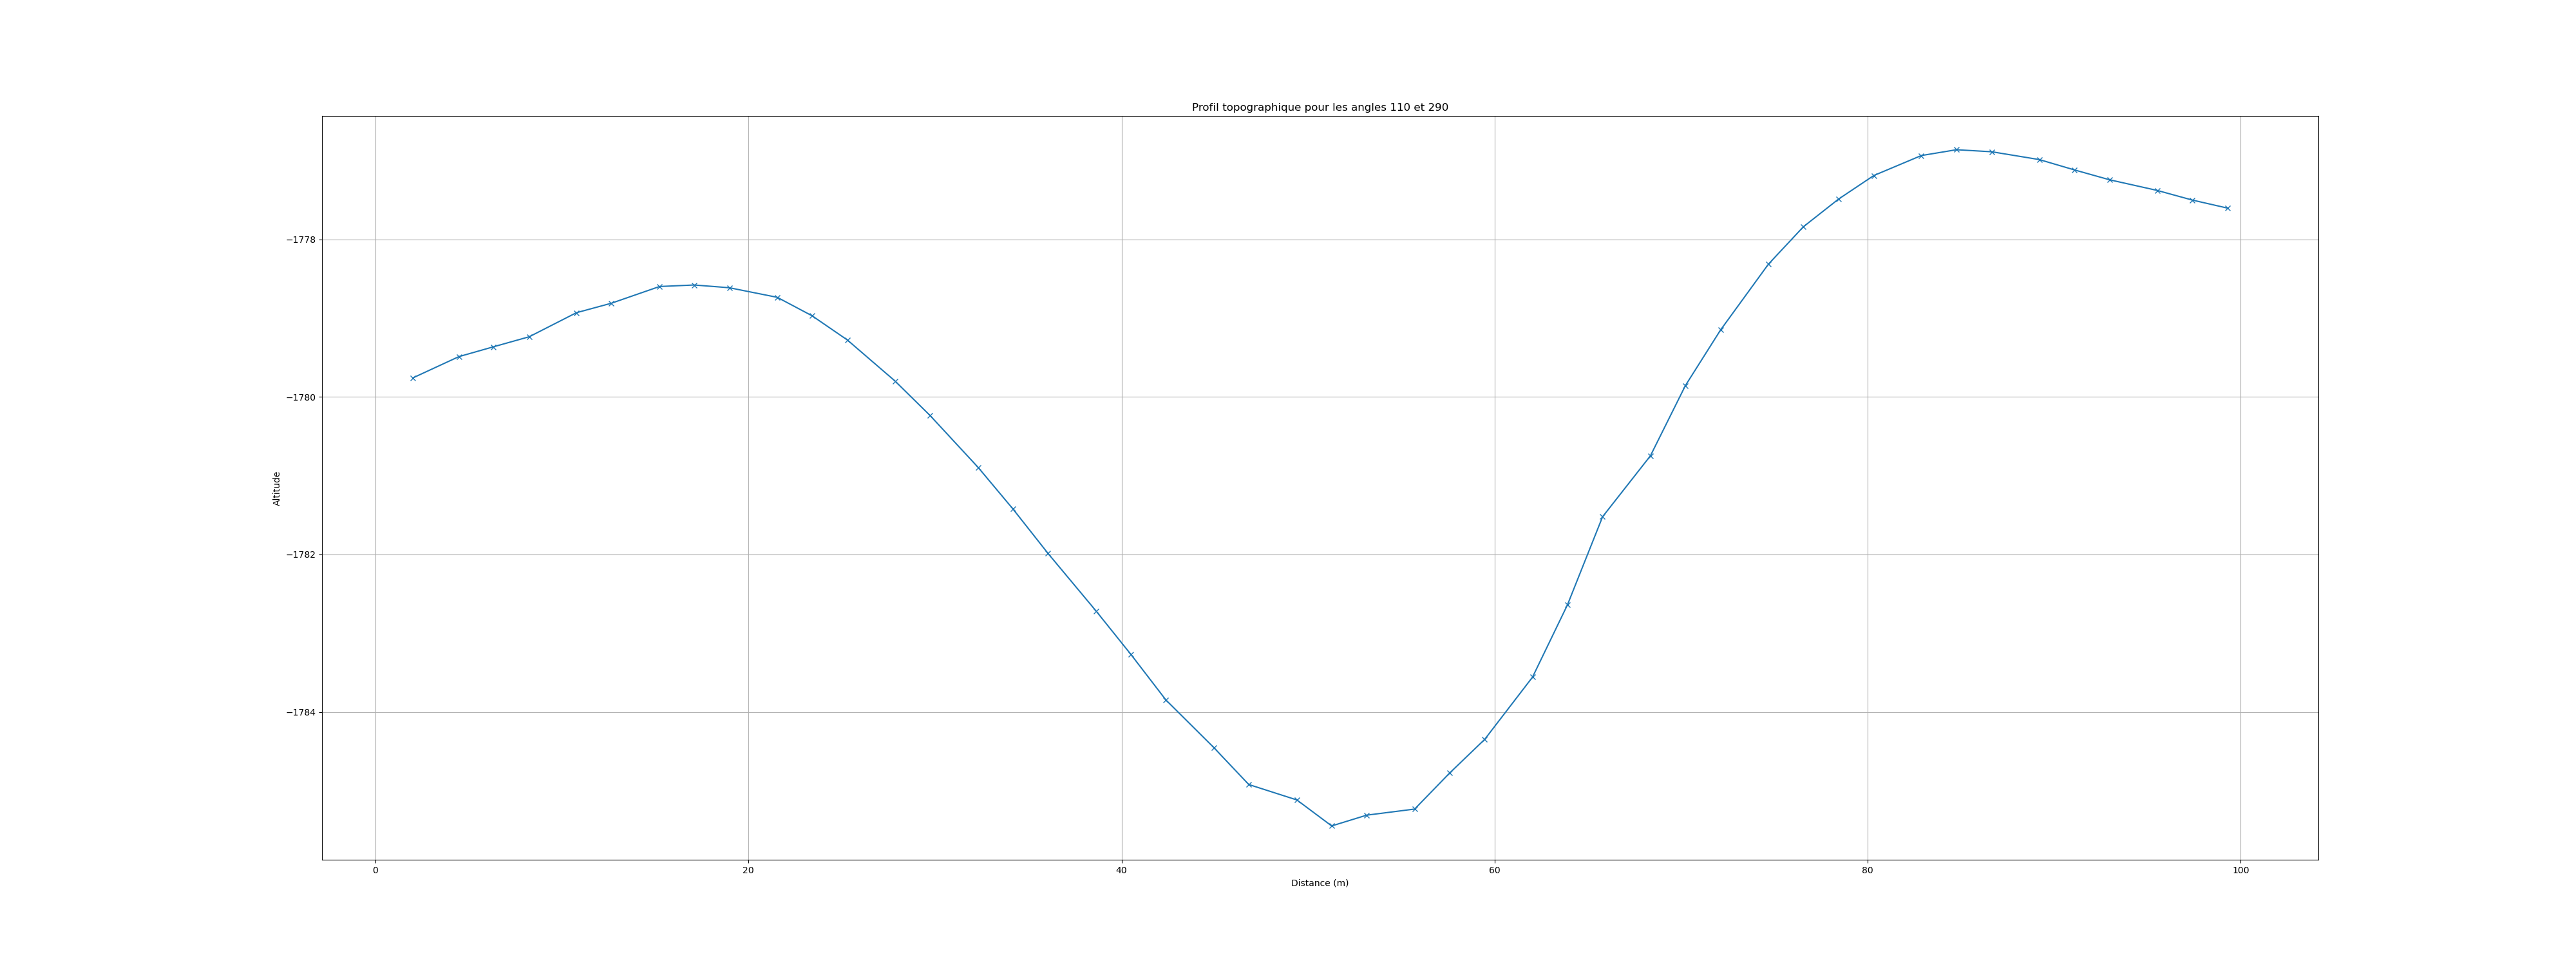 Profil topographique pour les angles 110 et 290
Altitude
−1778
−1780
−1782
−1784
0 20 40 60 80 100
Distance (m)